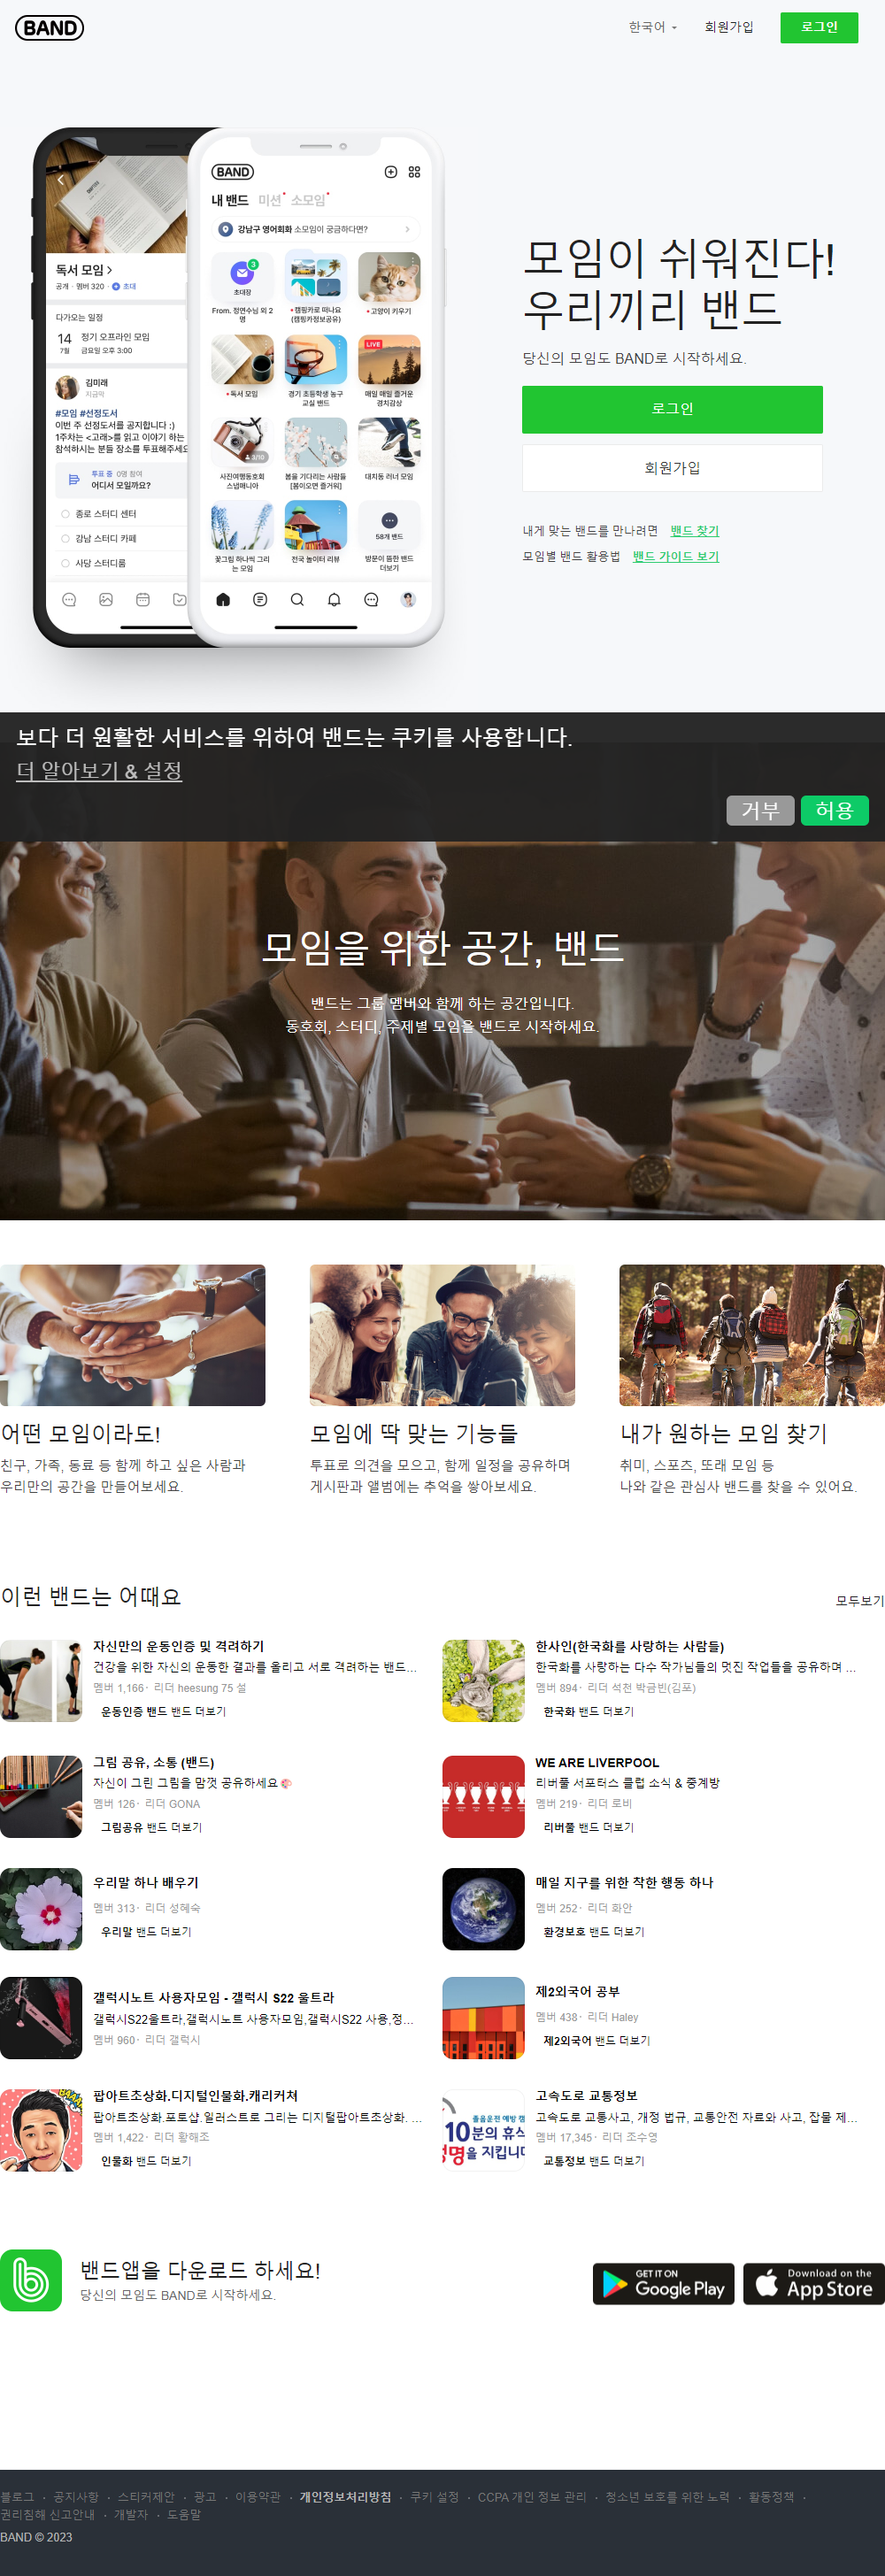 BAND
한국어
회원가입
로그인
독서 모임 >
공개 · 멤버 320 · 초대
다가오는 일정
14
7월
정기 오프라인 모임
금요일 오후 3:00
김미래
지금막
#모임 #선정도서
이번 주 선정도서를 공지합니다 :)
1주차는 <고래>를 읽고 이야기 하는
참석하시는 분들 장소를 투표해주세요
투표 중 0명 참여
어디서 모일까요?
종로 스터디 센터
강남 스터디 카페
사당 스터디룸
BAND
내 밴드 미션 소모임
강남구 영어회화 소모임이 궁금하다면?
3
초대장
From. 정연수님 외 2명
캠핑카로 떠나요
(캠핑카정보공유)
고양이 키우기
LIVE
독서 모임
경기 초등학생 농구
교실 밴드
매일 매일 즐거운
경치감상
3/10
사진여행동호회
스냅매니아
봄을 기다리는 사람들
[봄이오면 즐거워]
대치동 러너 모임
꽃그림 하나씩 그리
는 모임
전국 놀이터 리뷰
58개 밴드
방문이 뜸한 밴드
더보기
모임이 쉬워진다!
우리끼리 밴드
당신의 모임도 BAND로 시작하세요.
로그인
회원가입
내게 맞는 밴드를 만나려면 밴드 찾기
모임별 밴드 활용법 밴드 가이드 보기
보다 더 원활한 서비스를 위하여 밴드는 쿠키를 사용합니다.
더 알아보기 & 설정
거부 허용
모임을 위한 공간, 밴드
밴드는 그룹 멤버와 함께 하는 공간입니다.
동호회, 스터디, 주제별 모임을 밴드로 시작하세요.
어떤 모임이라도!
친구, 가족, 동료 등 함께 하고 싶은 사람과
우리만의 공간을 만들어보세요.
모임에 딱 맞는 기능들
투표로 의견을 모으고, 함께 일정을 공유하며
게시판과 앨범에는 추억을 쌓아보세요.
내가 원하는 모임 찾기
취미, 스포츠, 또래 모임 등
나와 같은 관심사 밴드를 찾을 수 있어요.
이런 밴드는 어때요
모두보기
자신만의 운동인증 및 격려하기
건강을 위한 자신의 운동한 결과를 올리고 서로 격려하는 밴드...
멤버 1,166 · 리더 heesung 75 설
운동인증 밴드 밴드 더보기
한사인(한국화를 사랑하는 사람들)
한국화를 사랑하는 다수 작가님들의 멋진 작업들을 공유하며 ...
멤버 894 · 리더 석천 박금빈(김포)
한국화 밴드 더보기
그림 공유, 소통 (밴드)
자신이 그린 그림을 맘껏 공유하세요
멤버 126 · 리더 GONA
그림공유 밴드 더보기
WE ARE LIVERPOOL
리버풀 서포터스 클럽 소식 & 중계방
멤버 219 · 리더 로비
리버풀 밴드 더보기
우리말 하나 배우기
멤버 313 · 리더 성혜숙
우리말 밴드 더보기
매일 지구를 위한 착한 행동 하나
멤버 252 · 리더 화안
환경보호 밴드 더보기
갤럭시노트 사용자모임 - 갤럭시 S22 울트라
갤럭시S22울트라,갤럭시노트 사용자모임,갤럭시S22 사용,정...
멤버 960 · 리더 갤럭시
제2외국어 공부
멤버 438 · 리더 Haley
제2외국어 밴드 더보기
팝아트초상화.디지털인물화.캐리커쳐
팝아트초상화.포토샵.일러스트로 그리는 디지털팝아트초상화. ...
멤버 1,422 · 리더 황해조
인물화 밴드 더보기
졸음운전 예방 캠
10분의 휴식
생명을 지킵니다
고속도로 교통정보
고속도로 교통사고, 개정 법규, 교통안전 자료와 사고, 잡물 제...
멤버 17,345 · 리더 조수영
교통정보 밴드 더보기
밴드앱을 다운로드 하세요!
당신의 모임도 BAND로 시작하세요.
GET IT ON
Google Play
Download on the
App Store
블로그 · 공지사항 · 스티커제안 · 광고 · 이용약관 · 개인정보처리방침 · 쿠키 설정 · CCPA 개인 정보 관리 · 청소년 보호를 위한 노력 · 활동정책 ·
권리침해 신고안내 · 개발자 · 도움말
BAND © 2023